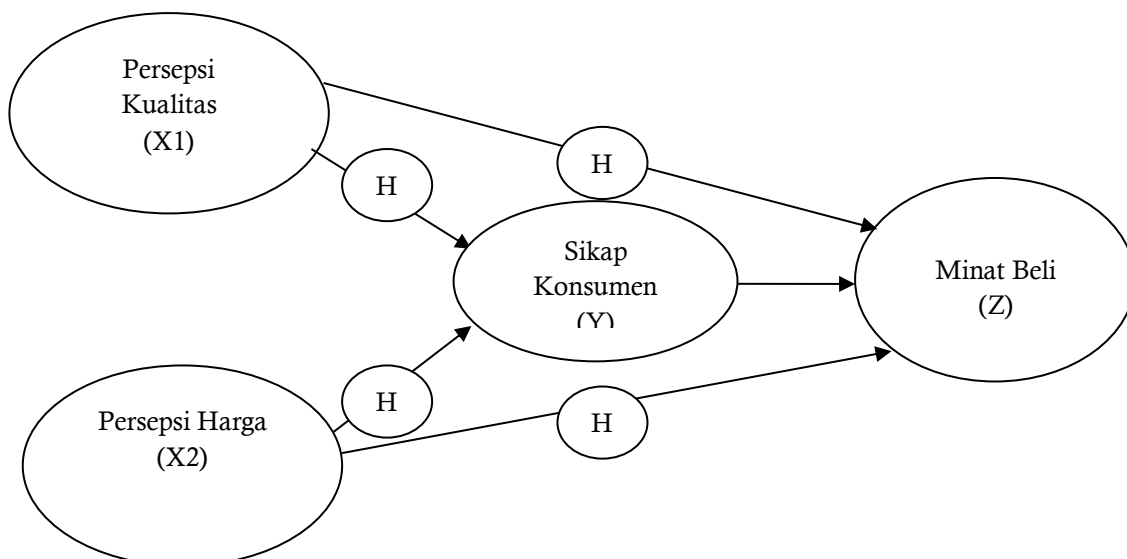 Persepsi
Kualitas
(X1)
H
H
Sikap
Konsumen
(Y)
Minat Beli
(Z)
H
Persepsi Harga
(X2)
H